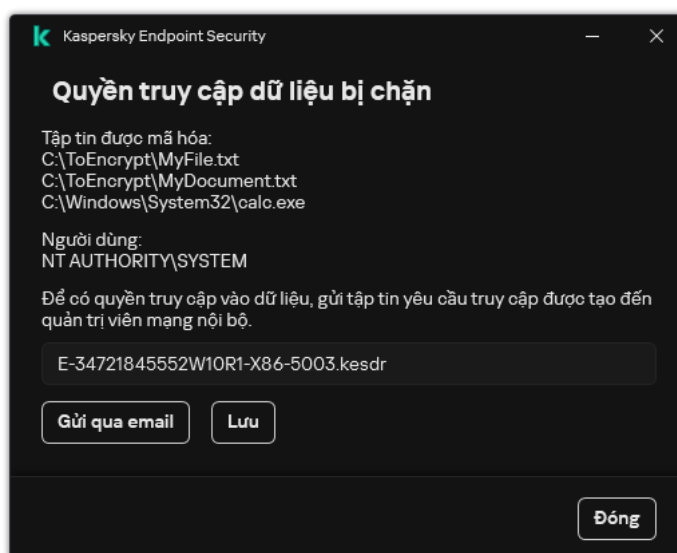 Kaspersky Endpoint Security
Quyền truy cập dữ liệu bị chặn
Tập tin được mã hóa:
C:\ToEncrypt\MyFile.txt
C:\ToEncrypt\MyDocument.txt
C:\Windows\System32\calc.exe
Người dùng:
NT AUTHORITY\SYSTEM
Để có quyền truy cập vào dữ liệu, gửi tập tin yêu cầu truy cập được tạo đến
quản trị viên mạng nội bộ.
E-34721845552W10R1-X86-5003.kesdr
Gửi qua email Lưu
Đóng